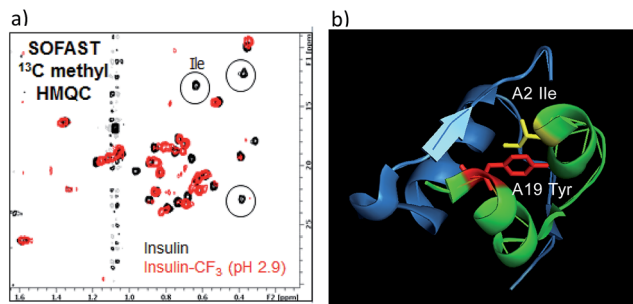 a)
SOFAST
¹³C methyl
HMQC
Ile
Insulin
Insulin-CF₃ (pH 2.9)
F1 [ppm]
15
20
25
1.6
1.4
1.2
1.0
0.8
0.6
0.4
F2 [ppm]
b)
A2 Ile
A19 Tyr